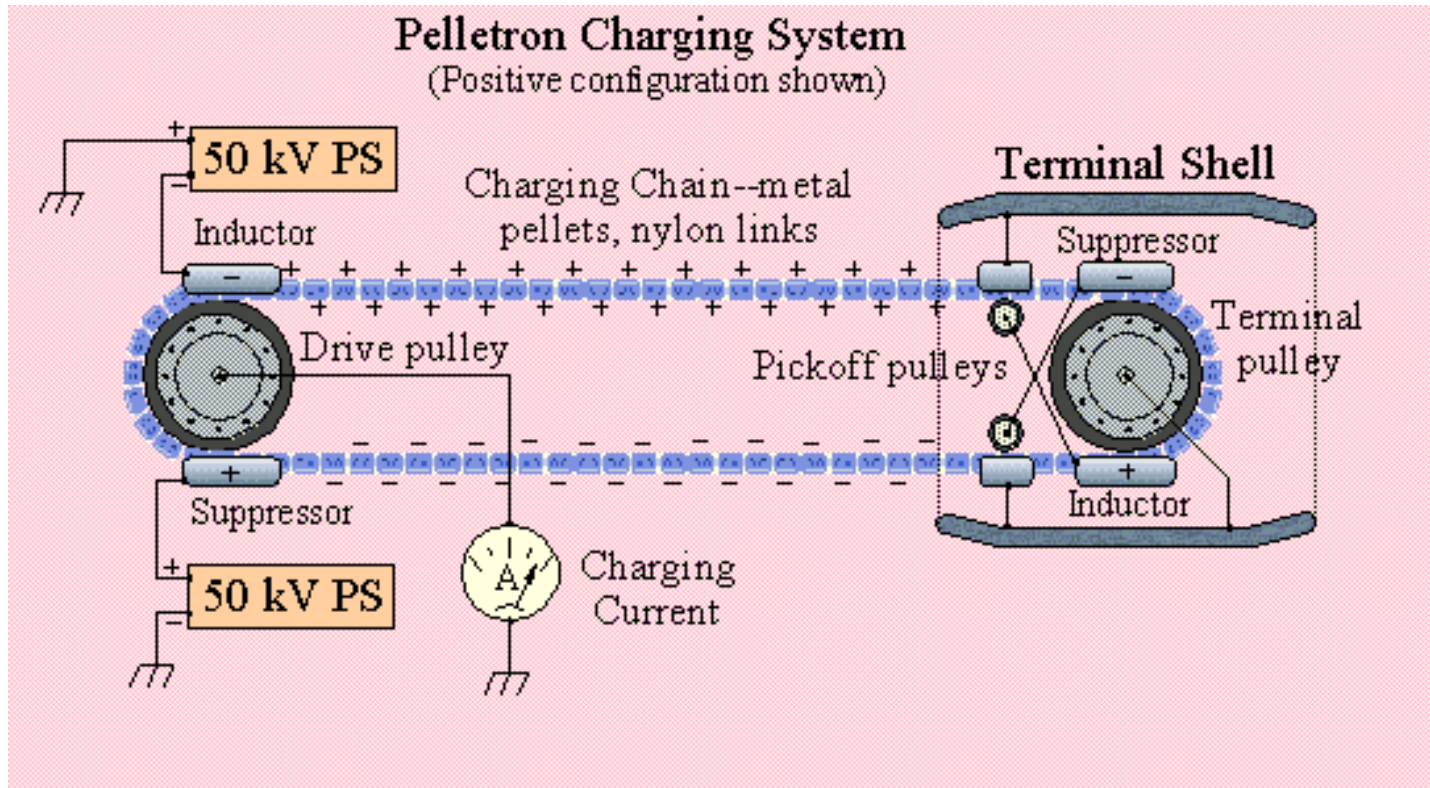 Pelletron Charging System
(Positive configuration shown)
+
50 kV PS
−
Terminal Shell
Charging Chain--metal
pellets, nylon links
Inductor
Suppressor
−
+ + + + + + + + + + + +
−
+ + + + + + + + + + + +
Drive pulley
Pickoff pulleys
Terminal
pulley
− − − − − − − − − − −
+
+
− − − − − − − − − − −
Suppressor
Inductor
+
50 kV PS
−
A
Charging
Current